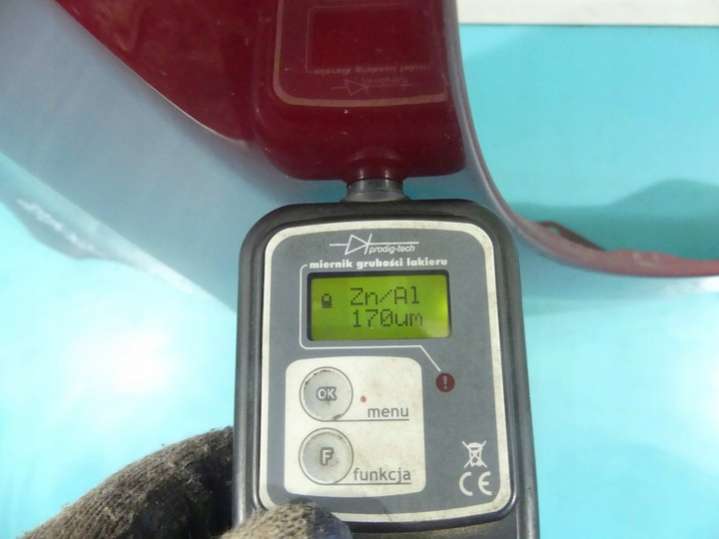 prodig-tech
miernik grubości lakieru
Zn/Al
170um
!
OK
menu
F
funkcja
CE